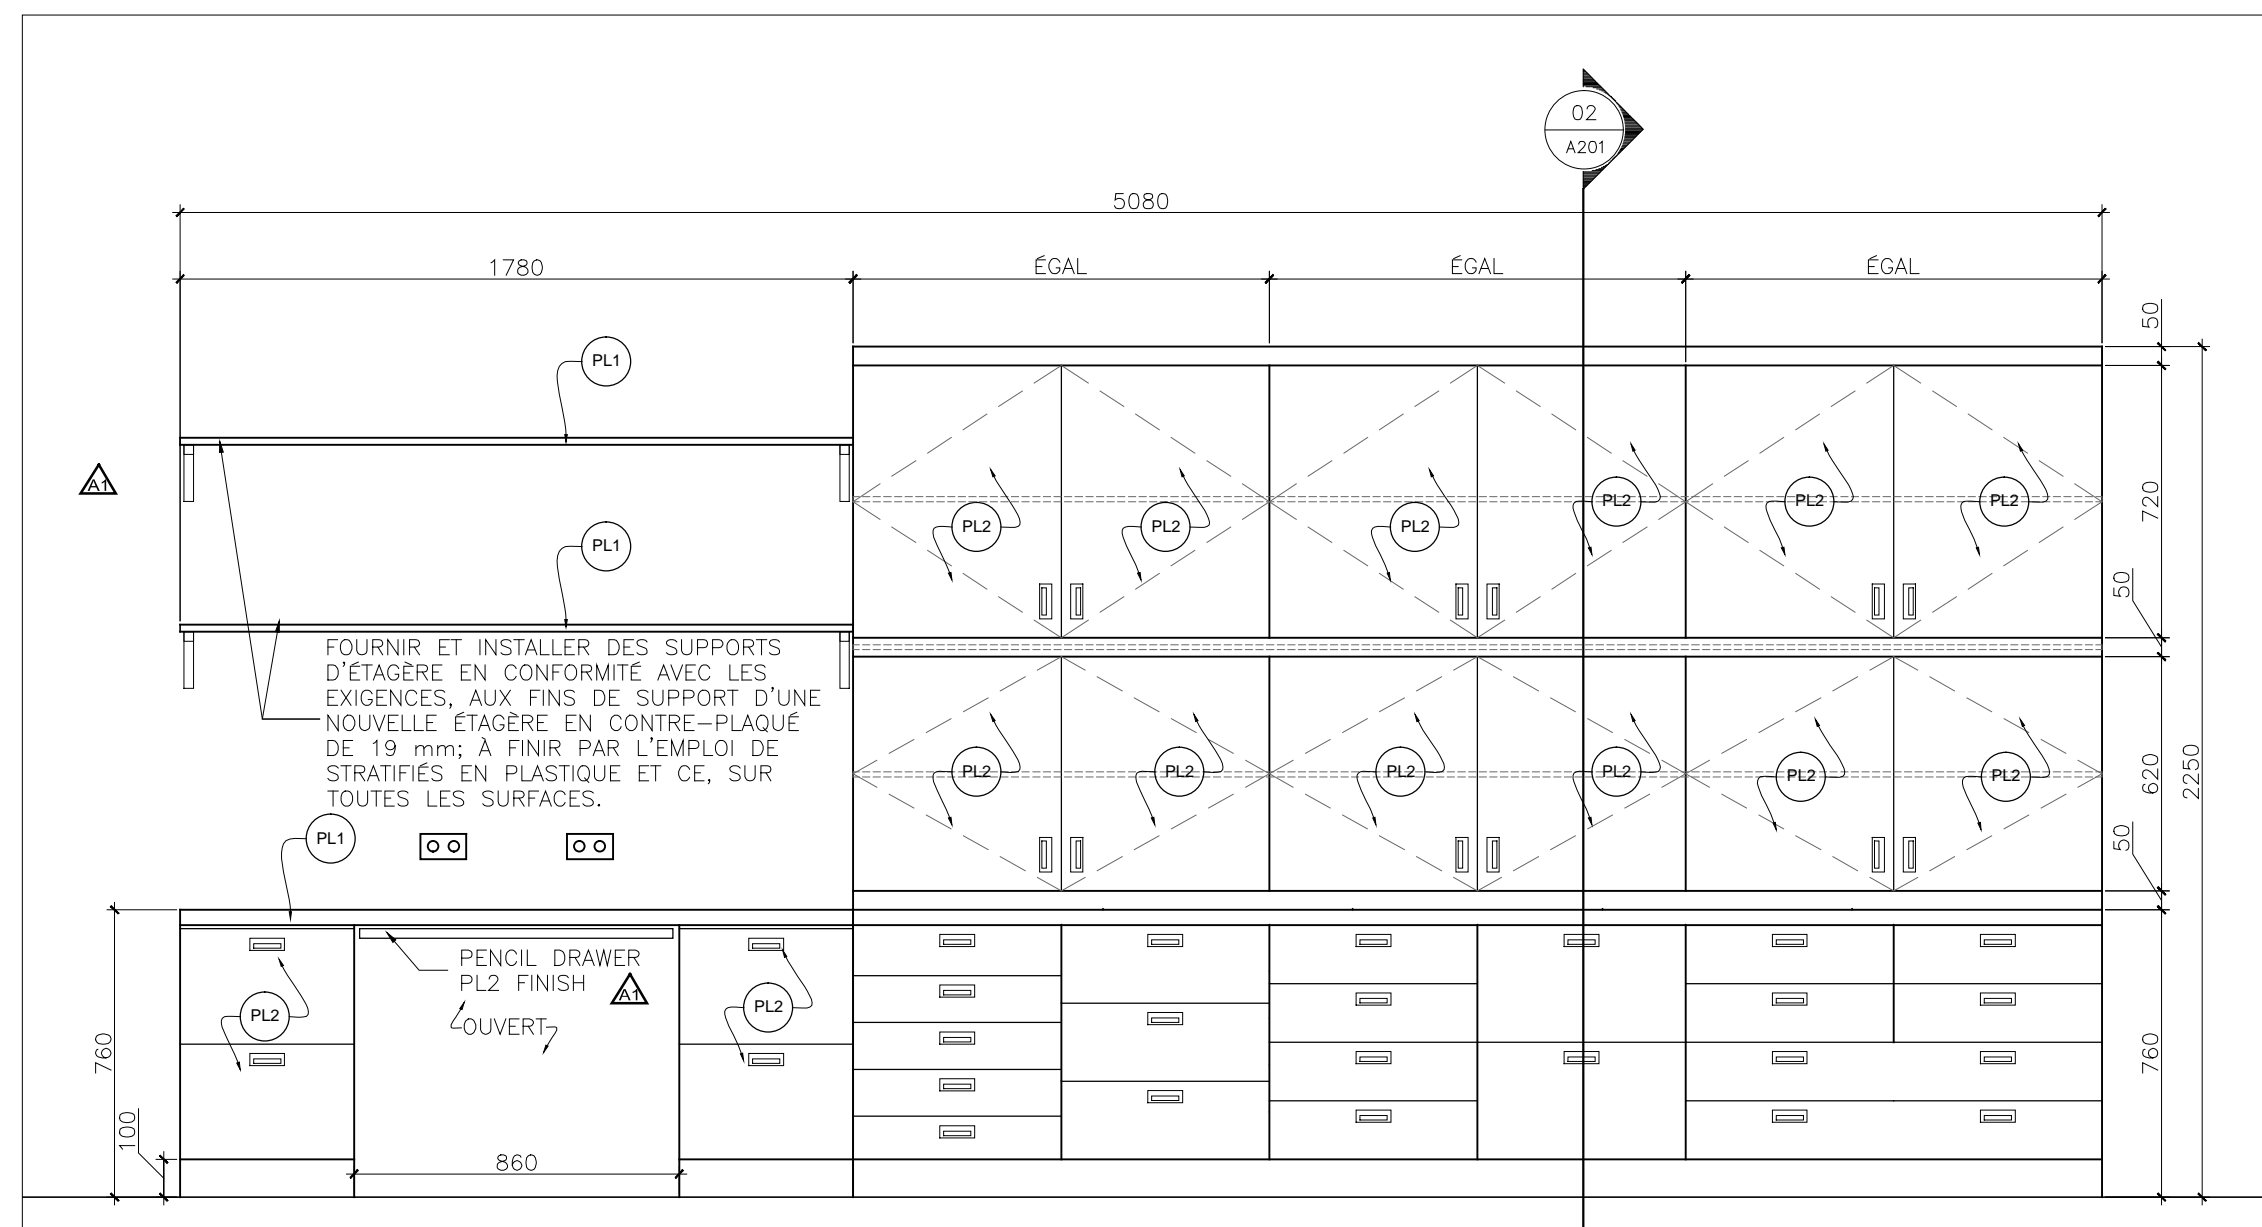 02
A201
5080
1780
ÉGAL
ÉGAL
ÉGAL
50
PL1
A1
PL2
PL2
PL2
PL2
PL2
PL2
720
PL1
50
FOURNIR ET INSTALLER DES SUPPORTS
D'ÉTAGÈRE EN CONFORMITÉ AVEC LES
EXIGENCES, AUX FINS DE SUPPORT D'UNE
NOUVELLE ÉTAGÈRE EN CONTRE-PLAQUÉ
DE 19 mm; À FINIR PAR L'EMPLOI DE
STRATIFIÉS EN PLASTIQUE ET CE, SUR
TOUTES LES SURFACES.
PL2
PL2
PL2
PL2
PL2
PL2
620
2250
50
PL1
PENCIL DRAWER
PL2 FINISH
A1
PL2
PL2
OUVERT
760
760
100
860